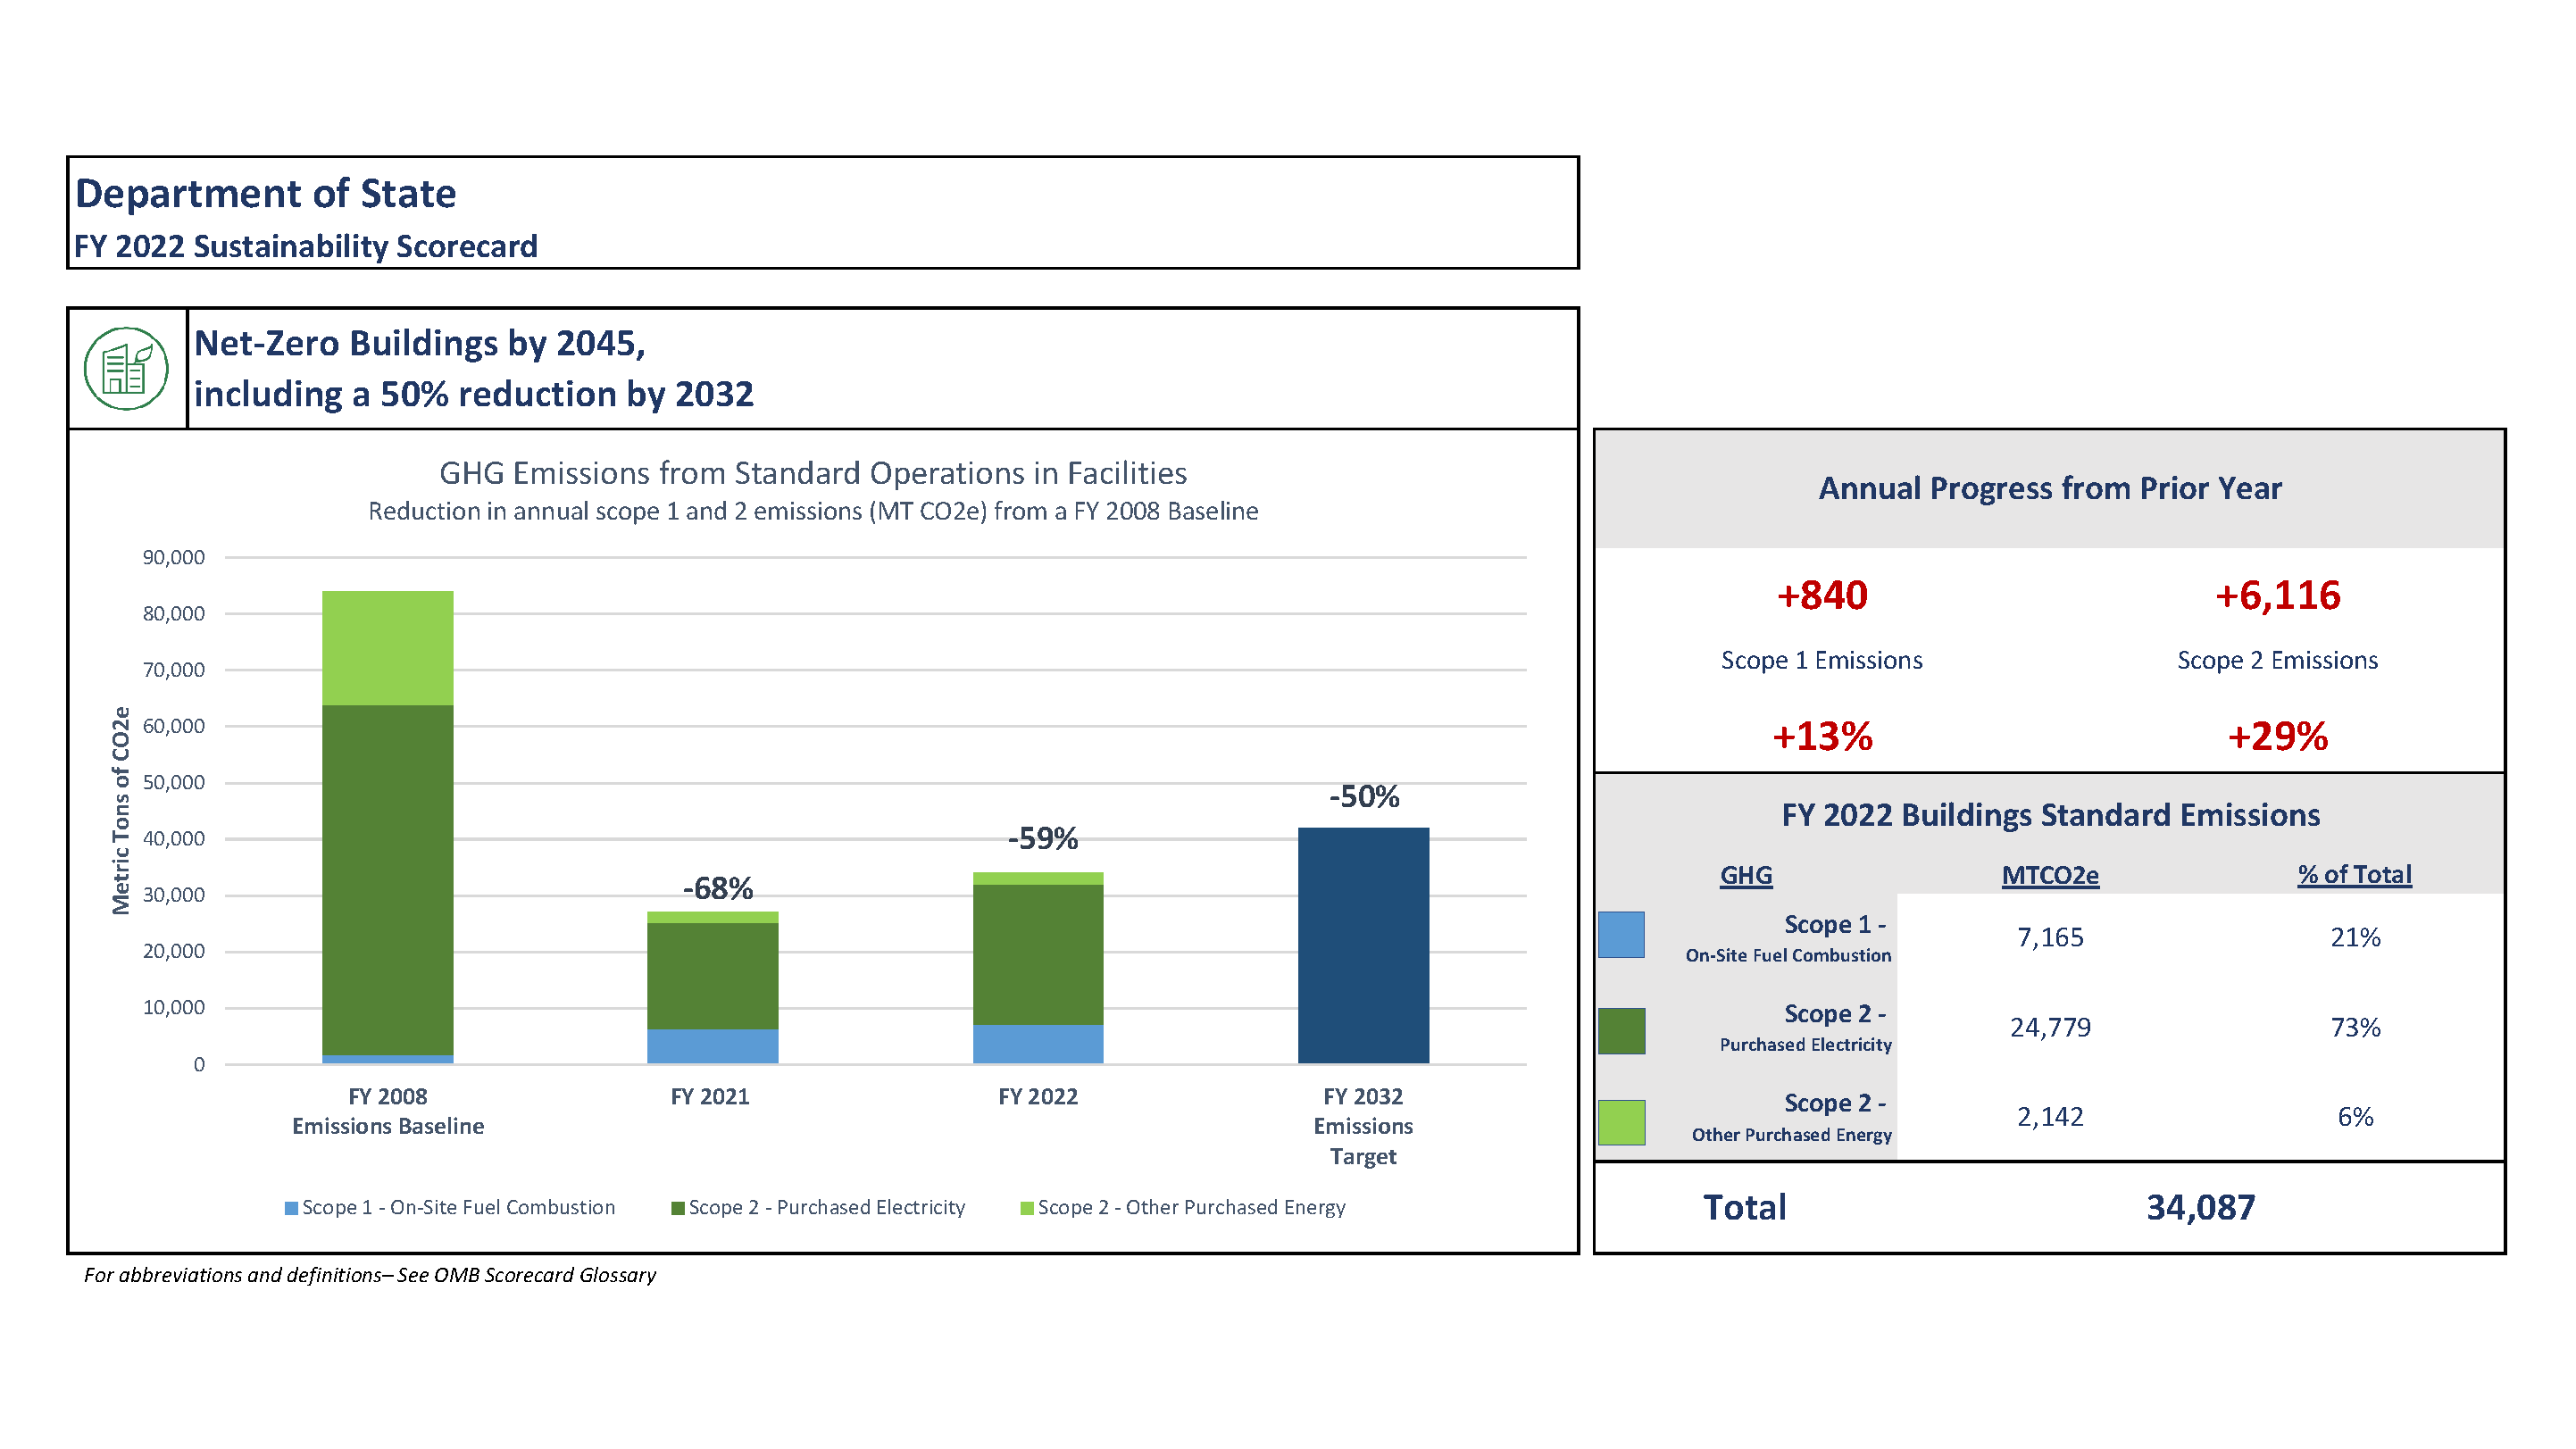 Department of State
FY 2022 Sustainability Scorecard
Net-Zero Buildings by 2045,
including a 50% reduction by 2032
GHG Emissions from Standard Operations in Facilities
Reduction in annual scope 1 and 2 emissions (MT CO2e) from a FY 2008 Baseline
Metric Tons of CO2e
90,000
80,000
70,000
60,000
50,000
40,000
30,000
20,000
10,000
0
-68%
-59%
-50%
FY 2008
Emissions Baseline
FY 2021
FY 2022
FY 2032
Emissions
Target
Scope 1 - On-Site Fuel Combustion
Scope 2 - Purchased Electricity
Scope 2 - Other Purchased Energy
For abbreviations and definitions– See OMB Scorecard Glossary
Annual Progress from Prior Year
+840 +6,116
Scope 1 Emissions Scope 2 Emissions
+13% +29%
FY 2022 Buildings Standard Emissions
GHG MTCO2e % of Total
Scope 1 -
On-Site Fuel Combustion
7,165 21%
Scope 2 -
Purchased Electricity
24,779 73%
Scope 2 -
Other Purchased Energy
2,142 6%
Total 34,087